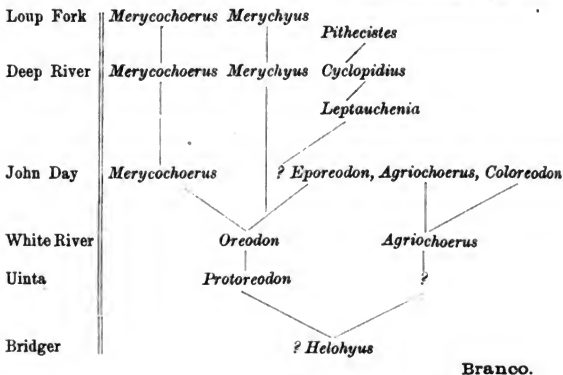 Loup Fork Merycochoerus Merychyus
Pithecistes
Deep River Merycochoerus Merychyus Cyclopidius
Leptauchenia
John Day Merycochoerus ? Eporeodon, Agriochoerus, Coloreodon
White River Oreodon Agriochoerus
Uinta Protoreodon ?
Bridger ? Helohyus
Branco.